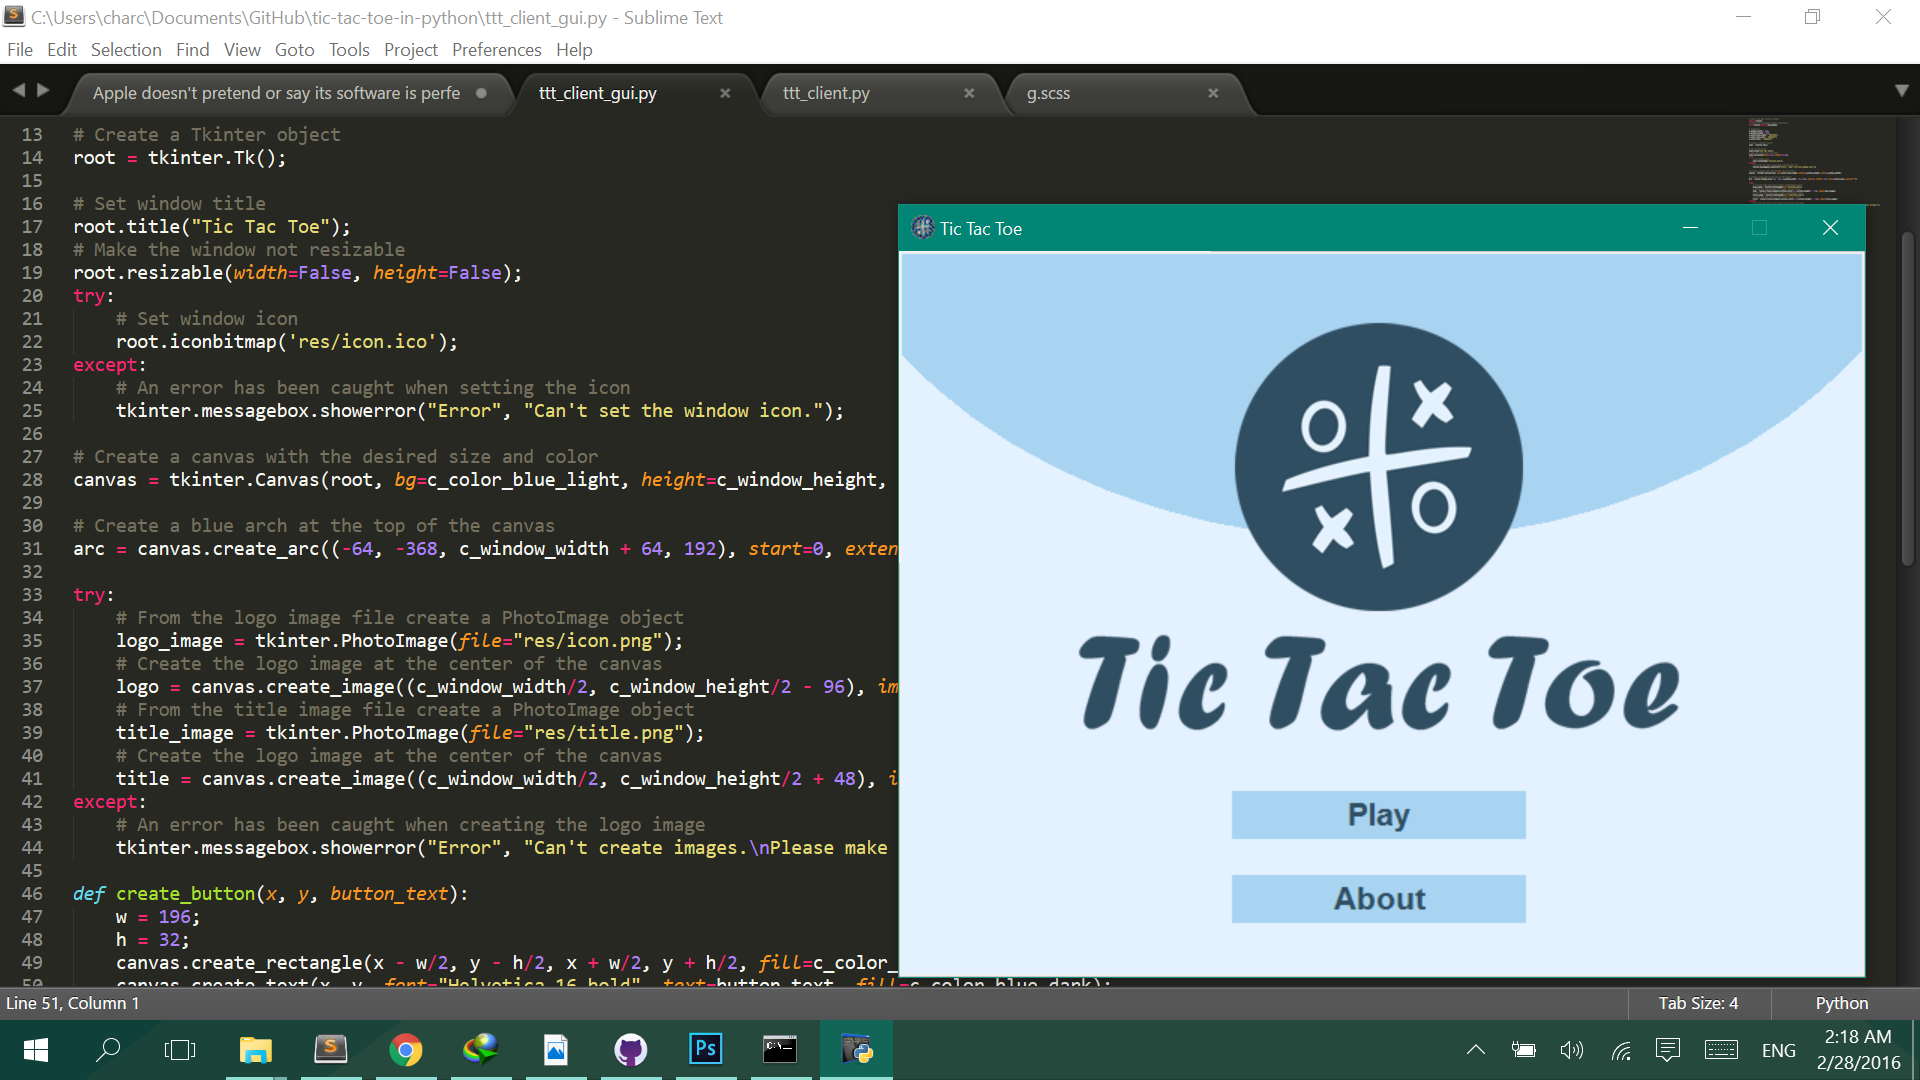 C:\Users\charc\Documents\GitHub\tic-tac-toe-in-python\ttt_client_gui.py - Sublime Text
File Edit Selection Find View Goto Tools Project Preferences Help
Apple doesn't pretend or say its software is perfe
ttt_client_gui.py
ttt_client.py
g.scss
13 # Create a Tkinter object
14 root = tkinter.Tk();
15
16 # Set window title
17 root.title("Tic Tac Toe");
18 # Make the window not resizable
19 root.resizable(width=False, height=False);
20 try:
21 # Set window icon
22 root.iconbitmap('res/icon.ico');
23 except:
24 # An error has been caught when setting the icon
25 tkinter.messagebox.showerror("Error", "Can't set the window icon.");
26
27 # Create a canvas with the desired size and color
28 canvas = tkinter.Canvas(root, bg=c_color_blue_light, height=c_window_height,
29
30 # Create a blue arch at the top of the canvas
31 arc = canvas.create_arc((-64, -368, c_window_width + 64, 192), start=0, exten
32
33 try:
34 # From the logo image file create a PhotoImage object
35 logo_image = tkinter.PhotoImage(file="res/icon.png");
36 # Create the logo image at the center of the canvas
37 logo = canvas.create_image((c_window_width/2, c_window_height/2 - 96), im
38 # From the title image file create a PhotoImage object
39 title_image = tkinter.PhotoImage(file="res/title.png");
40 # Create the logo image at the center of the canvas
41 title = canvas.create_image((c_window_width/2, c_window_height/2 + 48), i
42 except:
43 # An error has been caught when creating the logo image
44 tkinter.messagebox.showerror("Error", "Can't create images.\nPlease make
45
46 def create_button(x, y, button_text):
47 w = 196;
48 h = 32;
49 canvas.create_rectangle(x - w/2, y - h/2, x + w/2, y + h/2, fill=c_color_
50 canvas.create_text(x, y, font="Helvetica 16 bold", text=button_text, fill=c_color_blue_dark);
Tic Tac Toe
Tic Tac Toe
Play
About
Line 51, Column 1
Tab Size: 4
Python
S
Ps
C:\.
ENG
2:18 AM
2/28/2016